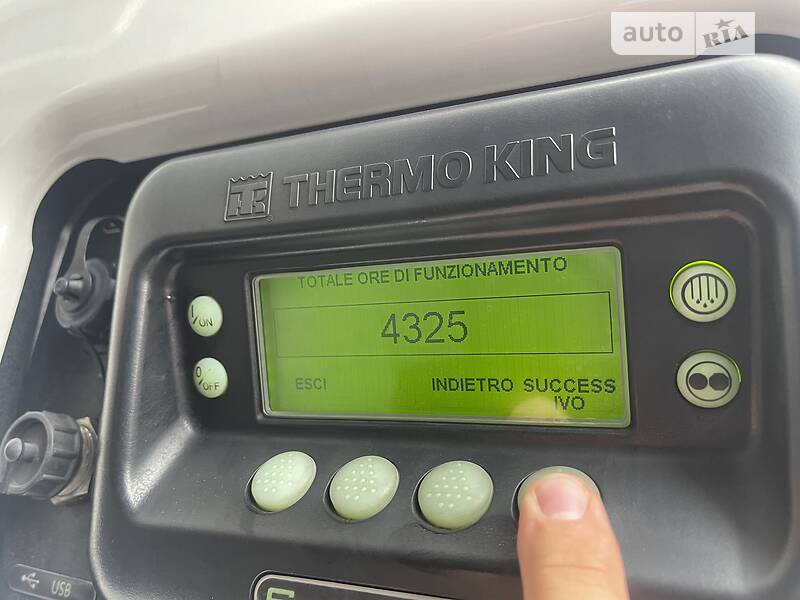 auto RIA
THERMO KING
TOTALE ORE DI FUNZIONAMENTO
4325
ESCI INDIETRO SUCCESS
IVO
I/ON
0/OFF
USB